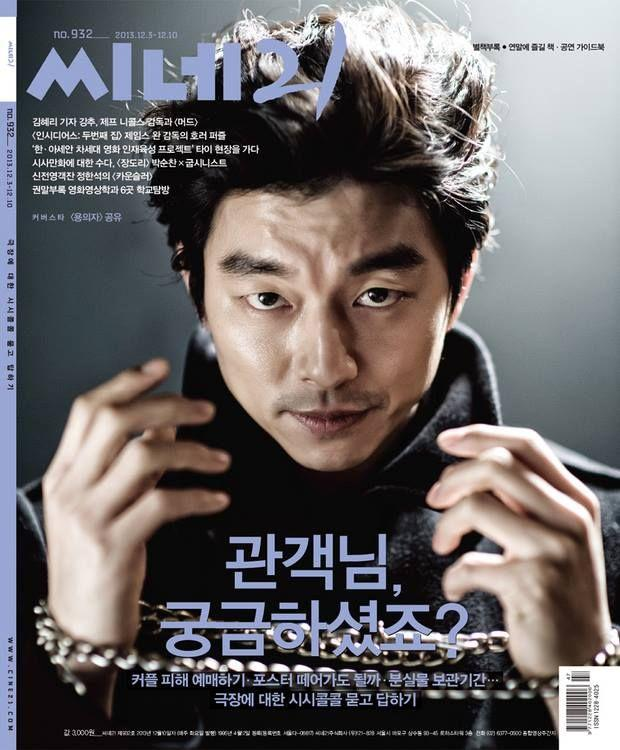 no.932 2013.12.3-12.10
씨네21
별책부록 ● 연말에 즐길 책 · 공연 가이드북
김혜리 기자 강추, 제프 니콜스 감독과 〈머드〉
〈인시디어스: 두번째 집〉 제임스 완 감독의 호러 퍼즐
'한·아세안 차세대 영화 인재육성 프로젝트' 타이 현장을 가다
시사만화에 대한 수다, 〈장도리〉 박순찬×굽시니스트
신전영객잔 정한석의 〈카운슬러〉
권말부록 영화영상학과 6곳 학교탐방
커버스타 〈용의자〉 공유
관객님,
궁금하셨죠?
커플 피해 예매하기·포스터 떼어가도 될까·분실물 보관기간…
극장에 대한 시시콜콜 묻고 답하기
값 3,000원
ISSN 1228-4025
씨네21
no.932 2013.12.3-12.10
극장에 대한 시시콜콜 묻고 답하기
WWW.CINE21.COM